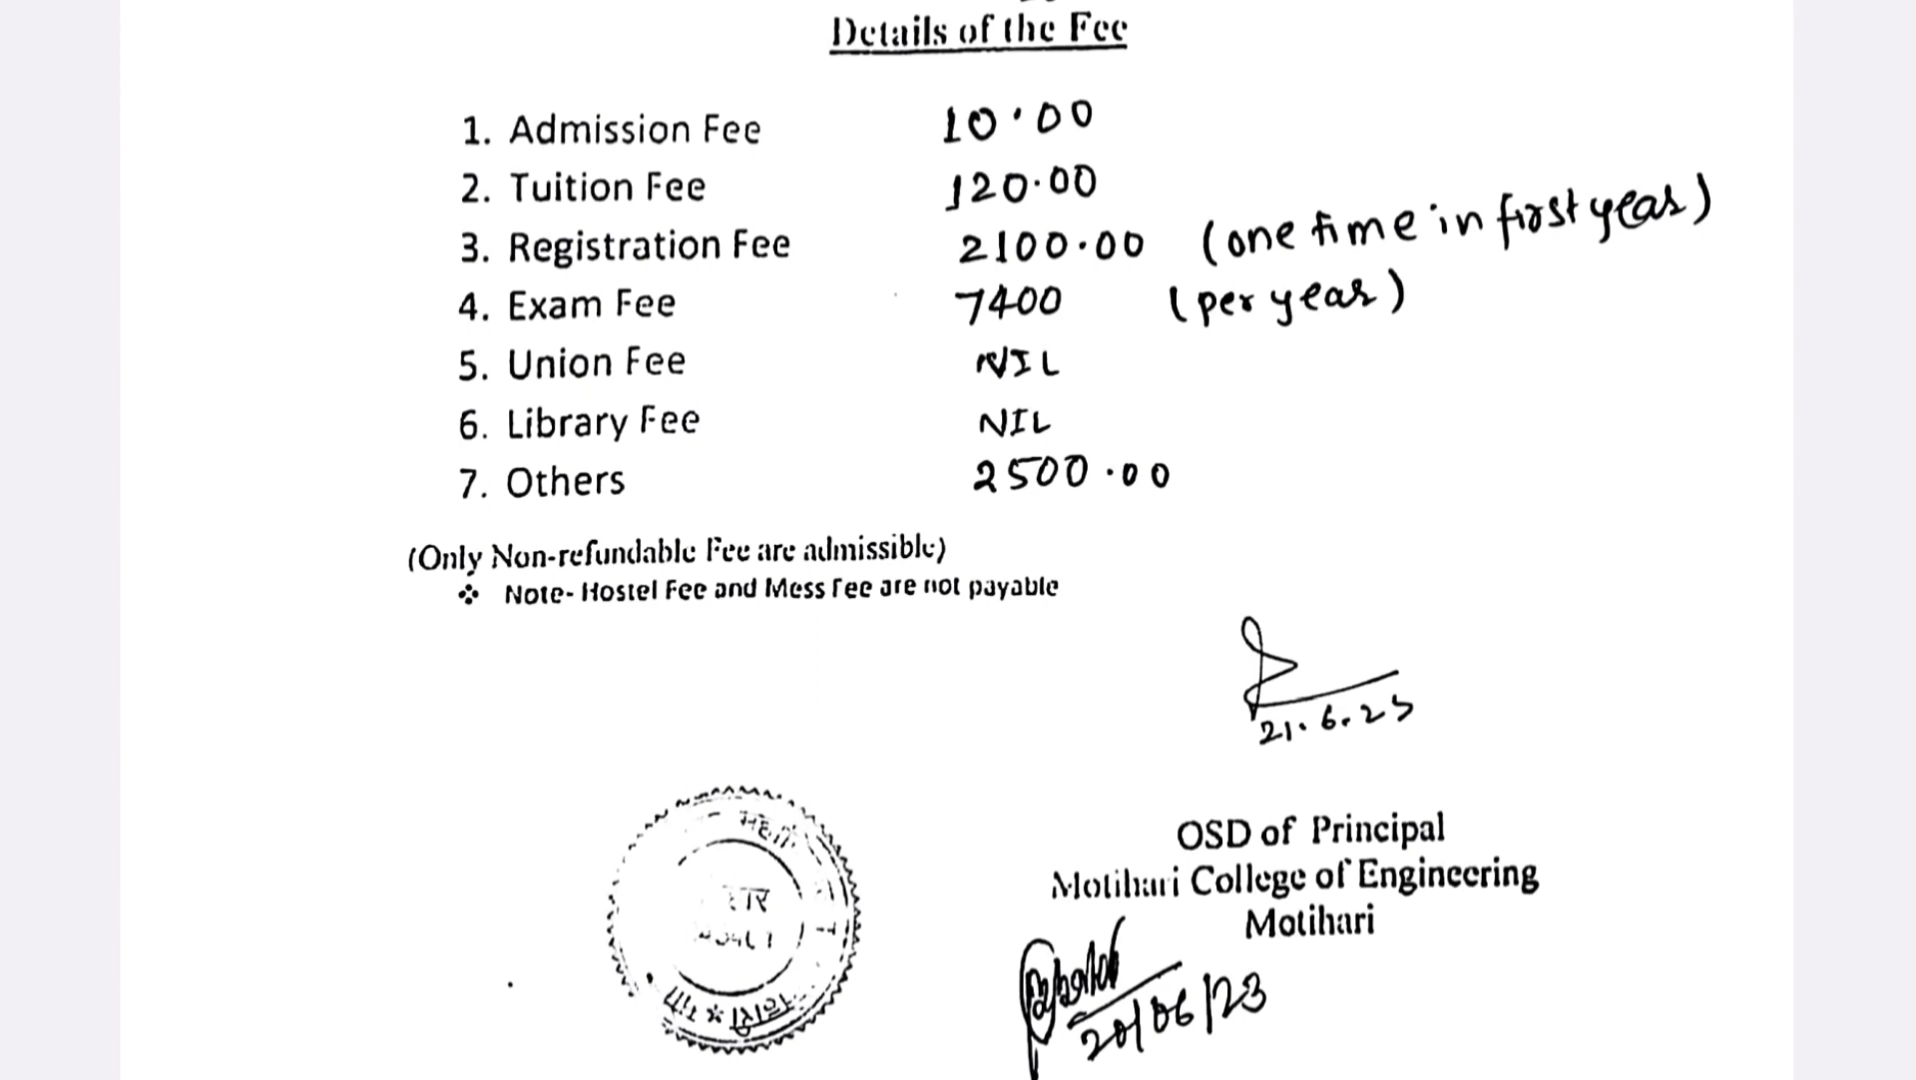 Details of the Fee
1. Admission Fee 10.00
2. Tuition Fee 120.00
3. Registration Fee 2100.00 (one time in first year)
4. Exam Fee 7400 (per year)
5. Union Fee NIL
6. Library Fee NIL
7. Others 2500.00
(Only Non-refundable Fee are admissible)
❖ Note- Hostel Fee and Mess Fee are not payable
21.6.23
OSD of Principal
Motihari College of Engineering
Motihari
20/06/23